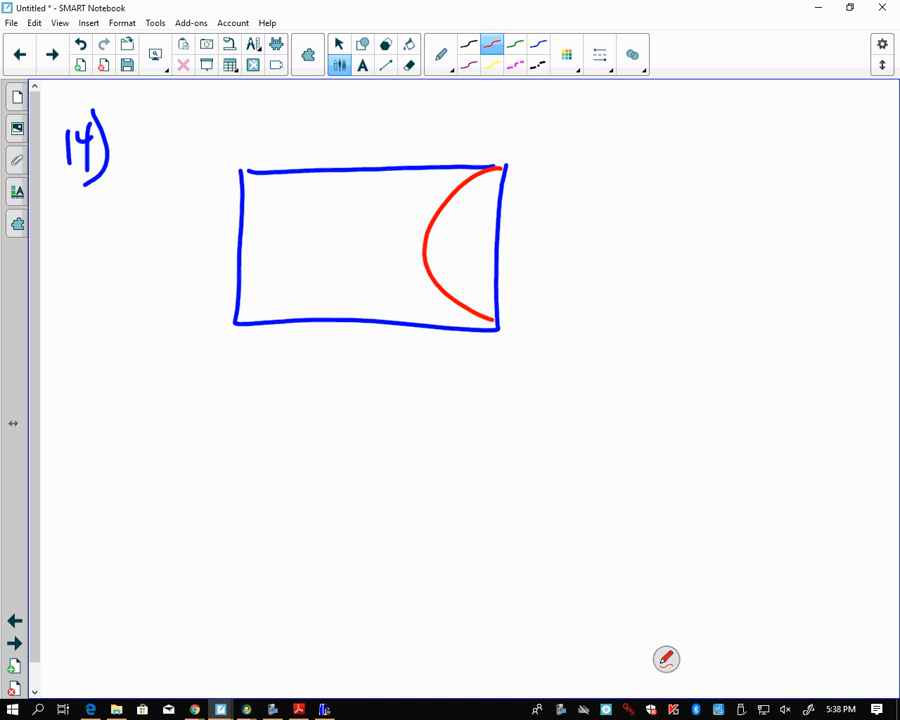 Untitled * - SMART Notebook
File Edit View Insert Format Tools Add-ons Account Help
14)
5:38 PM